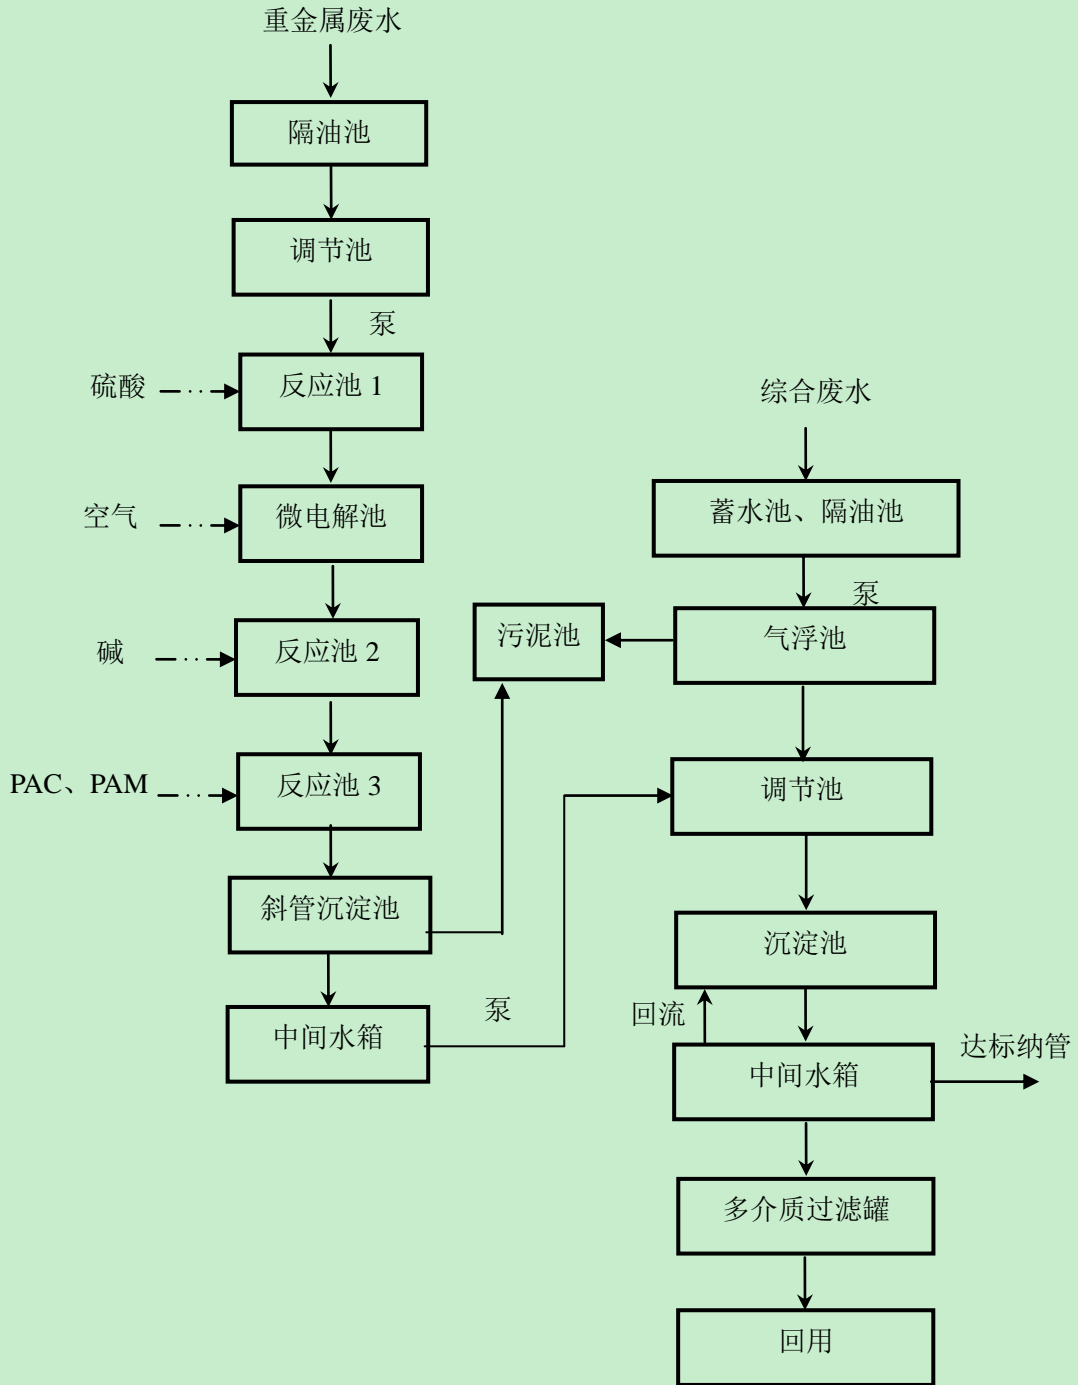 重金属废水
隔油池
调节池
泵
硫酸
反应池 1
空气
微电解池
碱
反应池 2
PAC、PAM
反应池 3
斜管沉淀池
中间水箱
泵
综合废水
蓄水池、隔油池
泵
污泥池
气浮池
调节池
沉淀池
回流
中间水箱
达标纳管
多介质过滤罐
回用